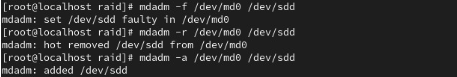 [root@localhost raid]# mdadm -f /dev/md0 /dev/sdd
mdadm: set /dev/sdd faulty in /dev/md0
[root@localhost raid]# mdadm -r /dev/md0 /dev/sdd
mdadm: hot removed /dev/sdd from /dev/md0
[root@localhost raid]# mdadm -a /dev/md0 /dev/sdd
mdadm: added /dev/sdd